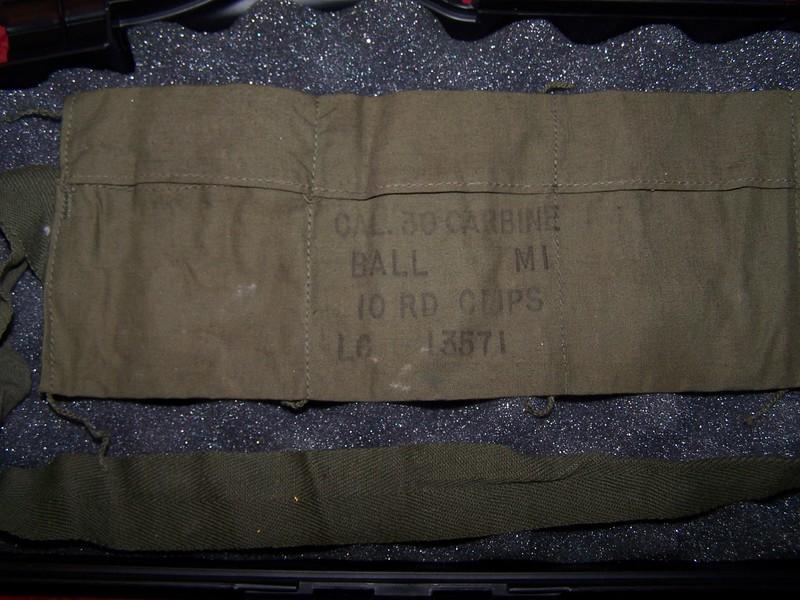 CAL. 30 CARBINE
BALL M1
10 RD CLIPS
LC 13571